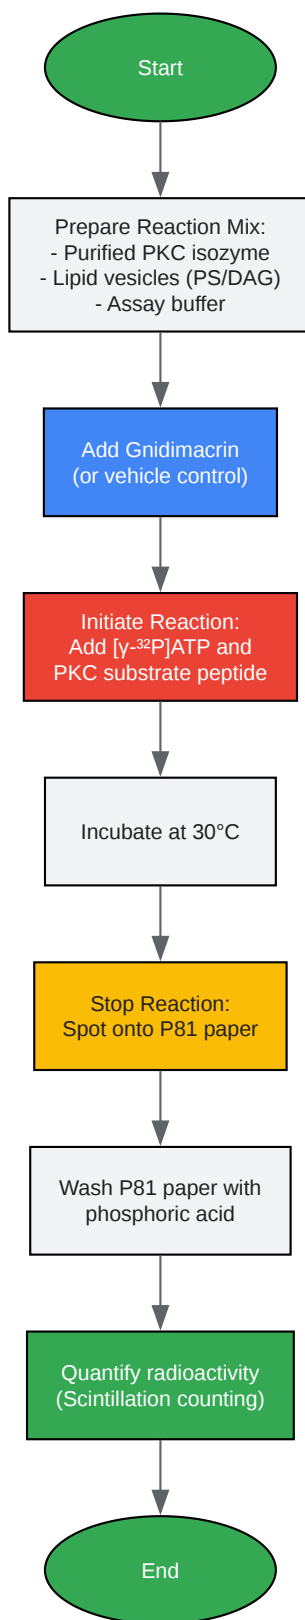 Start
Prepare Reaction Mix:
- Purified PKC isozyme
- Lipid vesicles (PS/DAG)
- Assay buffer
Add Gnidimacrin
(or vehicle control)
Initiate Reaction:
Add [γ-³²P]ATP and
PKC substrate peptide
Incubate at 30°C
Stop Reaction:
Spot onto P81 paper
Wash P81 paper with
phosphoric acid
Quantify radioactivity
(Scintillation counting)
End